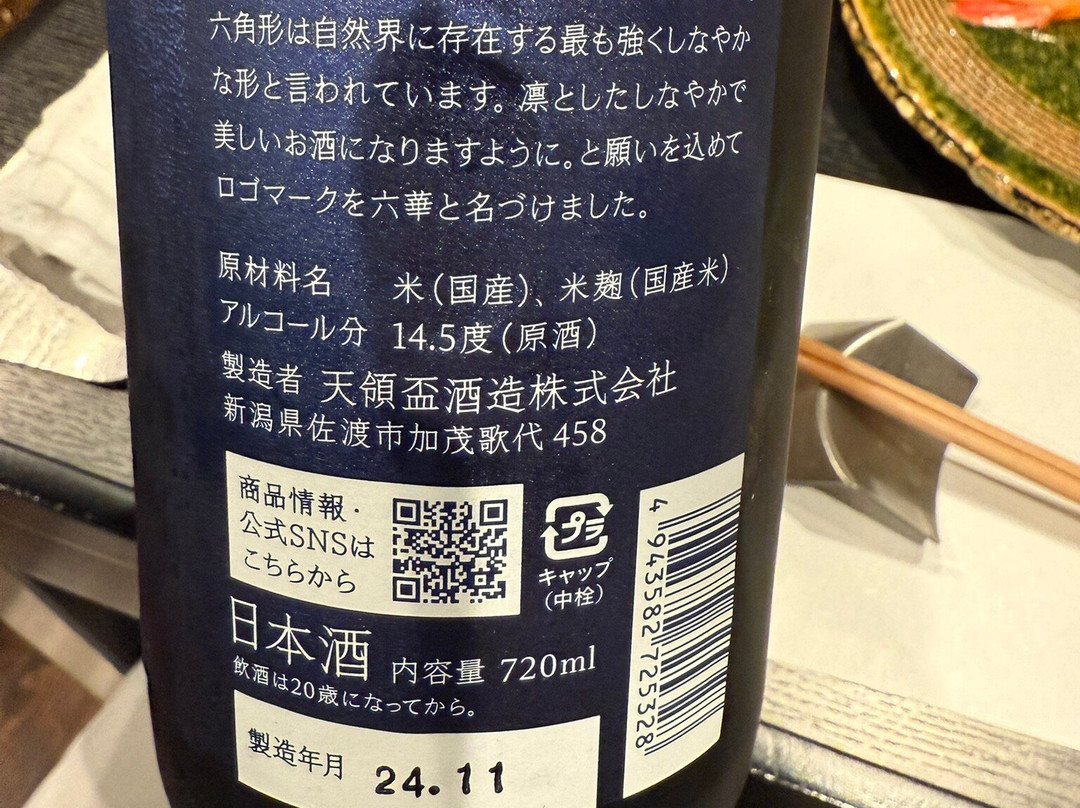 六角形は自然界に存在する最も強くしなやか
な形と言われています。凛としたしなやかで
美しいお酒になりますように。と願いを込めて
ロゴマークを六華と名づけました。
原材料名 米(国産)、米麹(国産米)
アルコール分 14.5度(原酒)
製造者 天領盃酒造株式会社
新潟県佐渡市加茂歌代 458
商品情報・
公式SNSは
こちらから
プラ
キャップ
(中栓)
日本酒 内容量 720ml
飲酒は20歳になってから。
製造年月 24.11
4 943582 725328